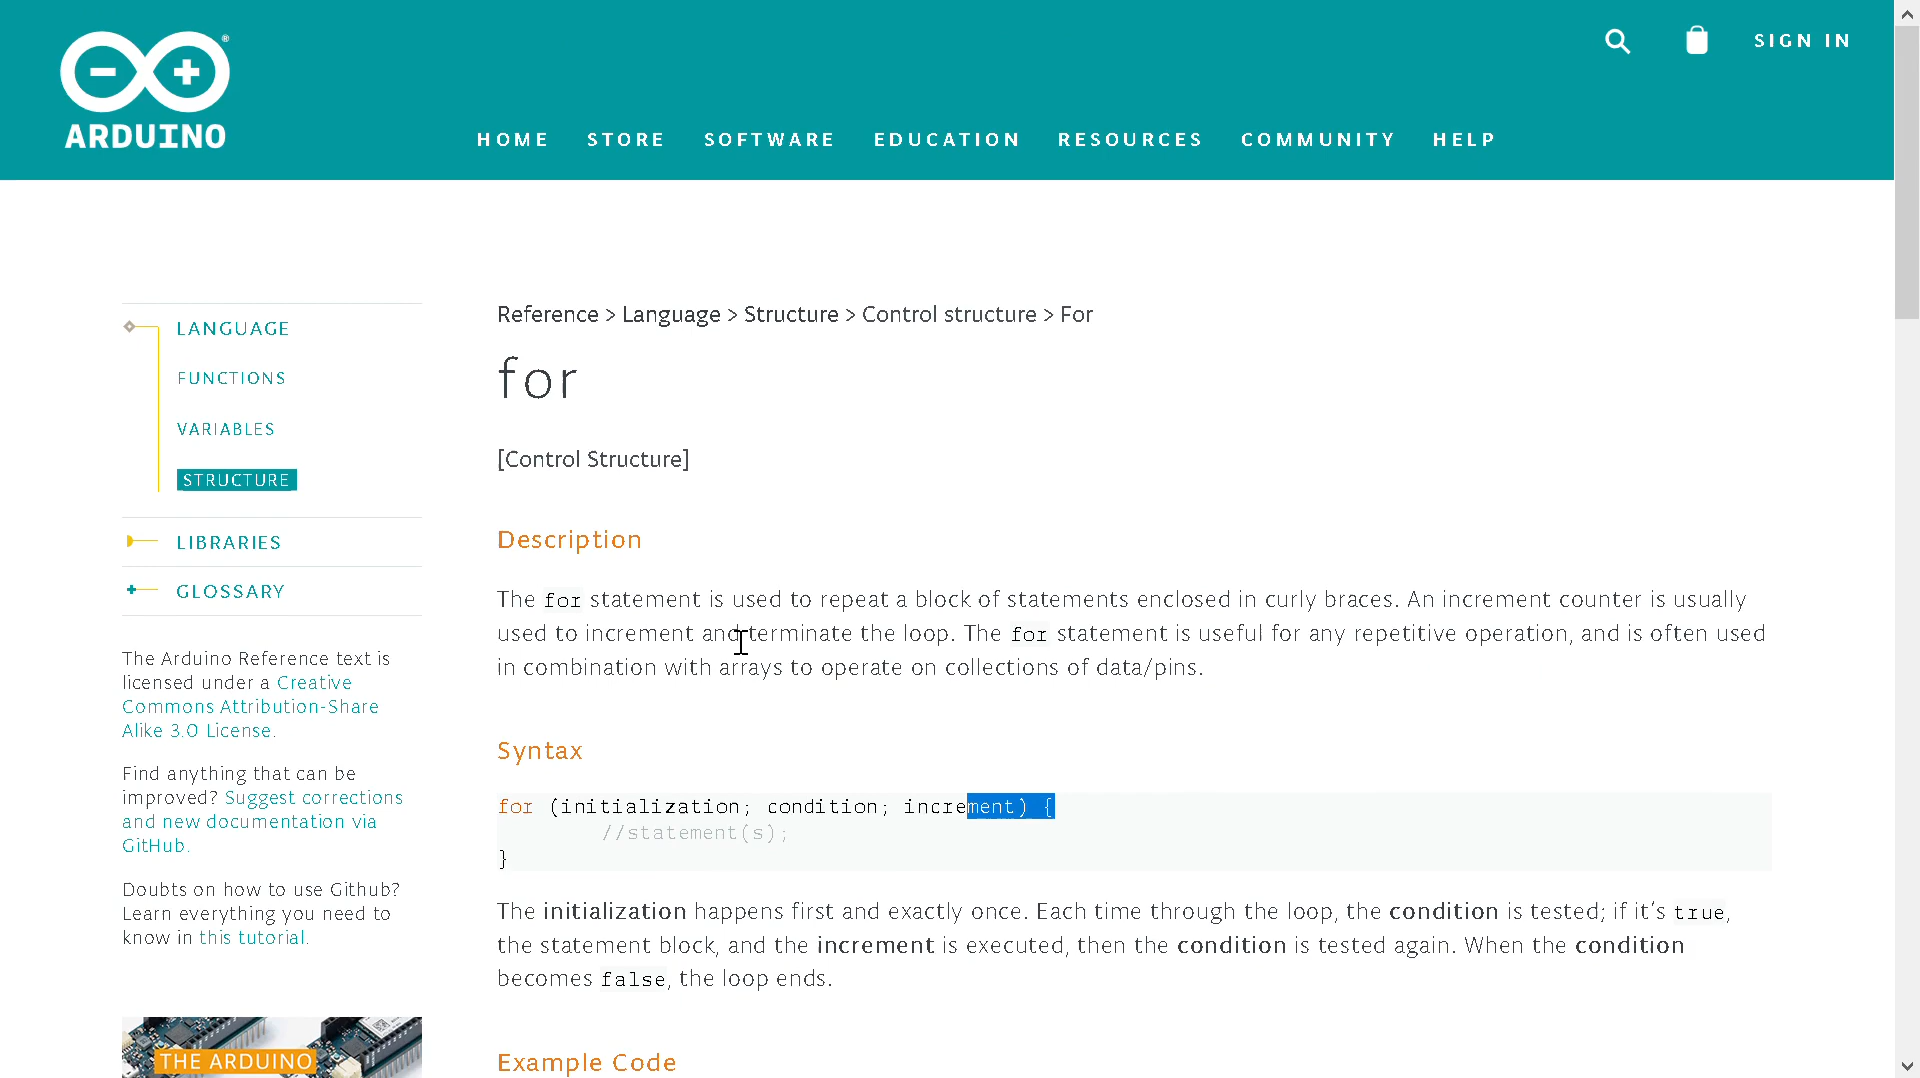 SIGN IN
ARDUINO
HOME STORE SOFTWARE EDUCATION RESOURCES COMMUNITY HELP
LANGUAGE
FUNCTIONS
VARIABLES
STRUCTURE
LIBRARIES
GLOSSARY
The Arduino Reference text is
licensed under a Creative
Commons Attribution-Share
Alike 3.0 License.
Find anything that can be
improved? Suggest corrections
and new documentation via
GitHub.
Doubts on how to use Github?
Learn everything you need to
know in this tutorial.
THE ARDUINO
Reference > Language > Structure > Control structure > For
for
[Control Structure]
Description
The for statement is used to repeat a block of statements enclosed in curly braces. An increment counter is usually
used to increment and terminate the loop. The for statement is useful for any repetitive operation, and is often used
in combination with arrays to operate on collections of data/pins.
Syntax
for (initialization; condition; increment) {
//statement(s);
}
The initialization happens first and exactly once. Each time through the loop, the condition is tested; if it’s true,
the statement block, and the increment is executed, then the condition is tested again. When the condition
becomes false, the loop ends.
Example Code